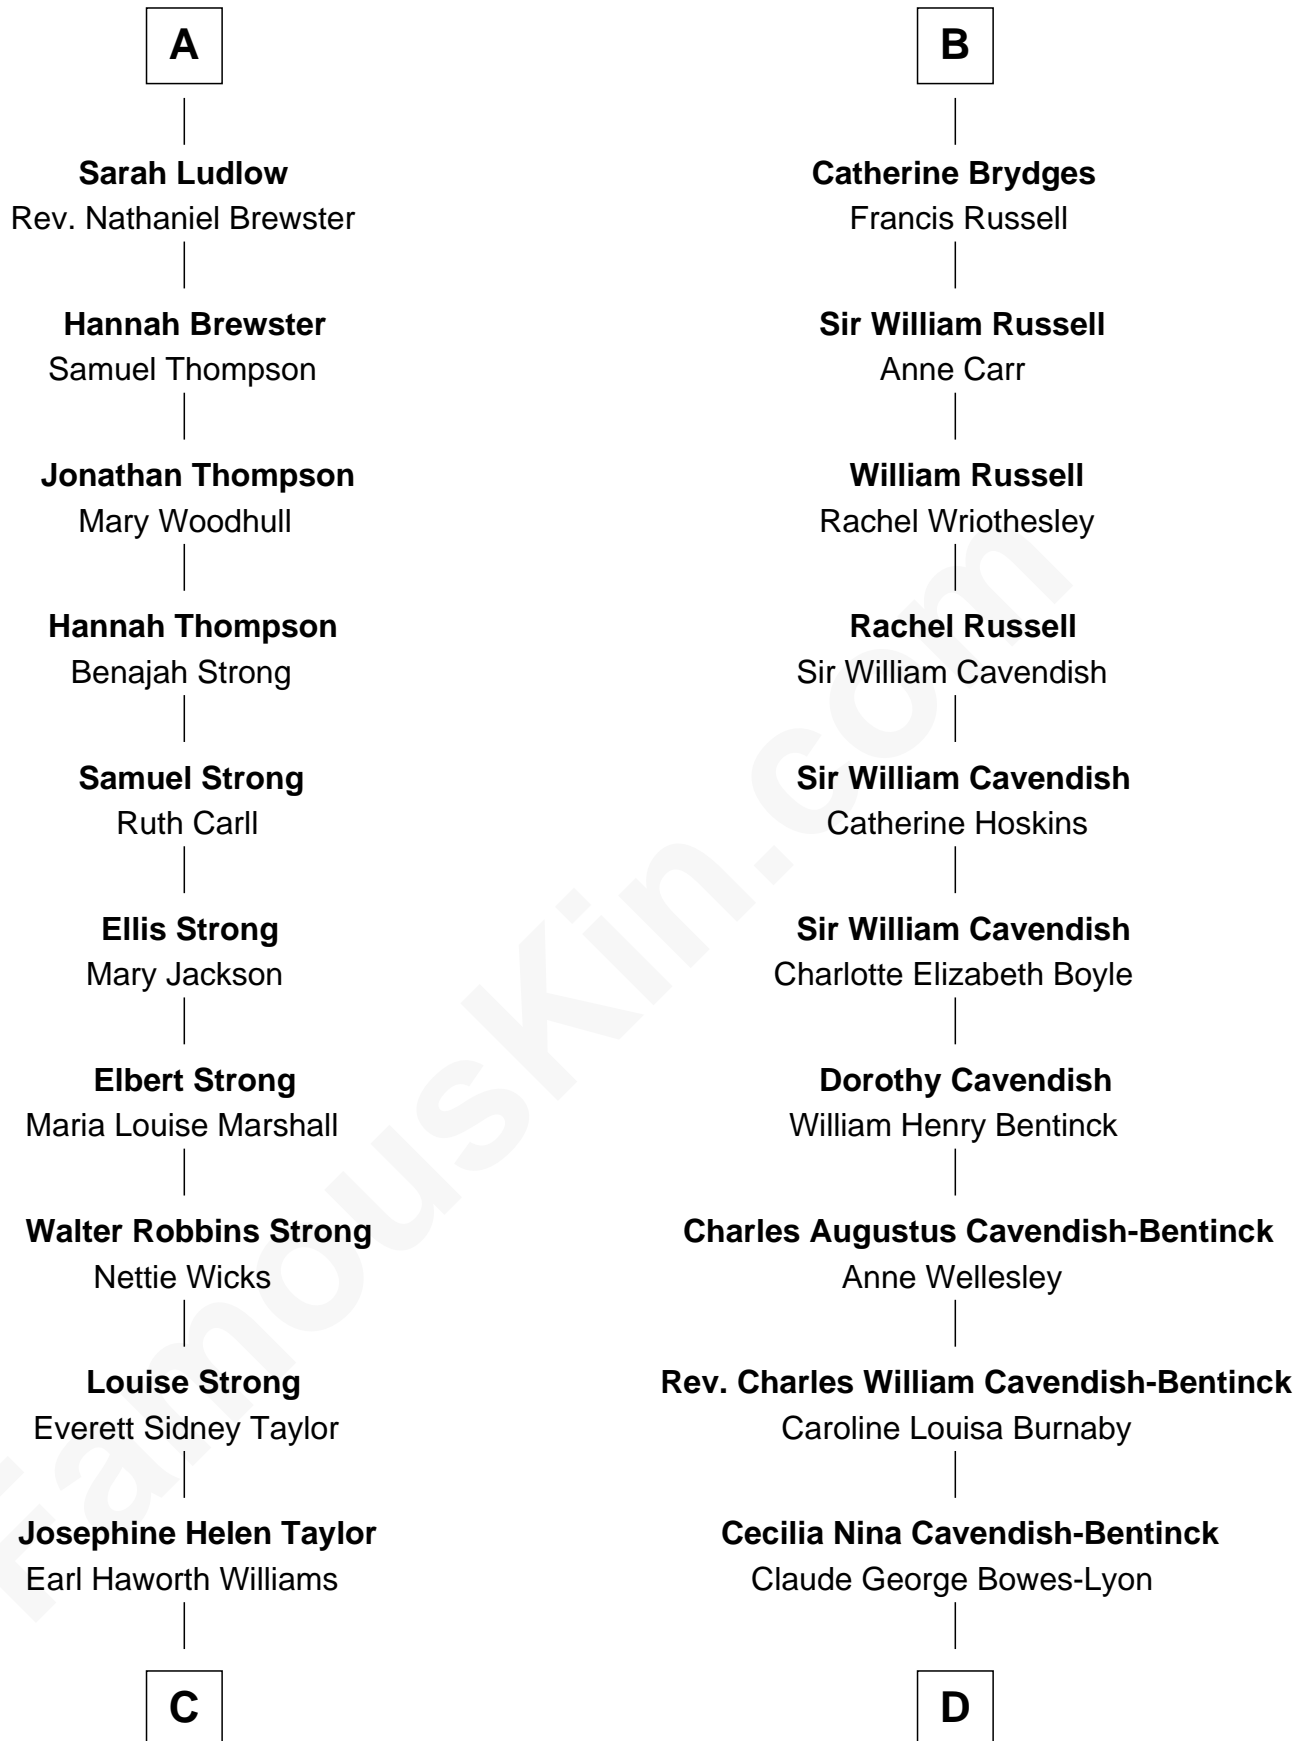 A
Sarah Ludlow
Rev. Nathaniel Brewster
Hannah Brewster
Samuel Thompson
Jonathan Thompson
Mary Woodhull
Hannah Thompson
Benajah Strong
Samuel Strong
Ruth Carll
Ellis Strong
Mary Jackson
Elbert Strong
Maria Louise Marshall
Walter Robbins Strong
Nettie Wicks
Louise Strong
Everett Sidney Taylor
Josephine Helen Taylor
Earl Haworth Williams
C
B
Catherine Brydges
Francis Russell
Sir William Russell
Anne Carr
William Russell
Rachel Wriothesley
Rachel Russell
Sir William Cavendish
Sir William Cavendish
Catherine Hoskins
Sir William Cavendish
Charlotte Elizabeth Boyle
Dorothy Cavendish
William Henry Bentinck
Charles Augustus Cavendish-Bentinck
Anne Wellesley
Rev. Charles William Cavendish-Bentinck
Caroline Louisa Burnaby
Cecilia Nina Cavendish-Bentinck
Claude George Bowes-Lyon
D
FamousKin.com